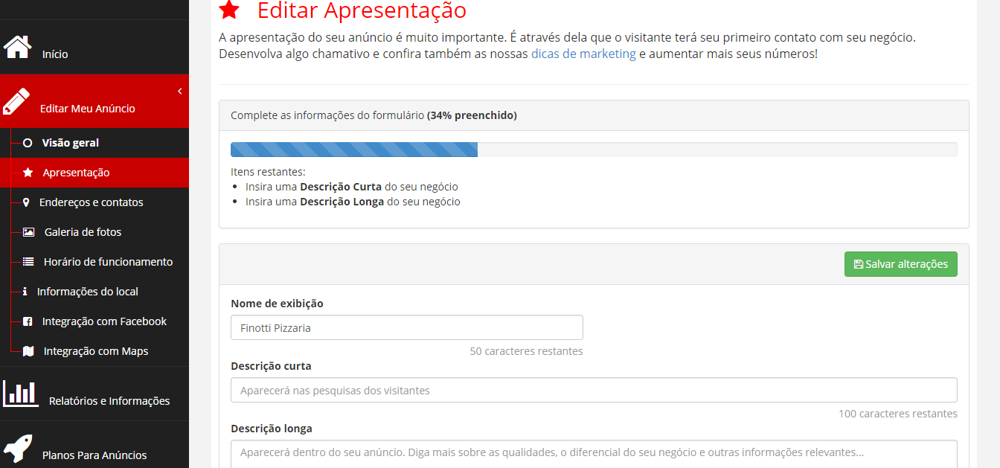 Início
Editar Meu Anúncio
Visão geral
Apresentação
Endereços e contatos
Galeria de fotos
Horário de funcionamento
Informações do local
Integração com Facebook
Integração com Maps
Relatórios e Informações
Planos Para Anúncios
Editar Apresentação
A apresentação do seu anúncio é muito importante. É através dela que o visitante terá seu primeiro contato com seu negócio.
Desenvolva algo chamativo e confira também as nossas dicas de marketing e aumentar mais seus números!
Complete as informações do formulário (34% preenchido)
Itens restantes:
Insira uma Descrição Curta do seu negócio
Insira uma Descrição Longa do seu negócio
Salvar alterações
Nome de exibição
Finotti Pizzaria
50 caracteres restantes
Descrição curta
Aparecerá nas pesquisas dos visitantes
100 caracteres restantes
Descrição longa
Aparecerá dentro do seu anúncio. Diga mais sobre as qualidades, o diferencial do seu negócio e outras informações relevantes...